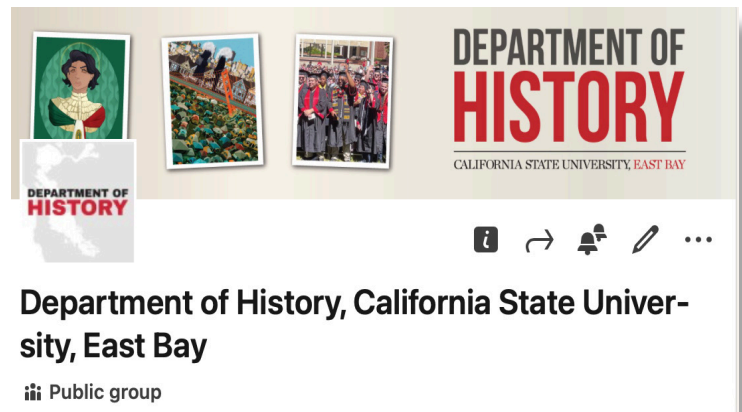 DEPARTMENT OF
HISTORY
CALIFORNIA STATE UNIVERSITY, EAST BAY
DEPARTMENT OF
HISTORY
Department of History, California State Univer-
sity, East Bay
Public group